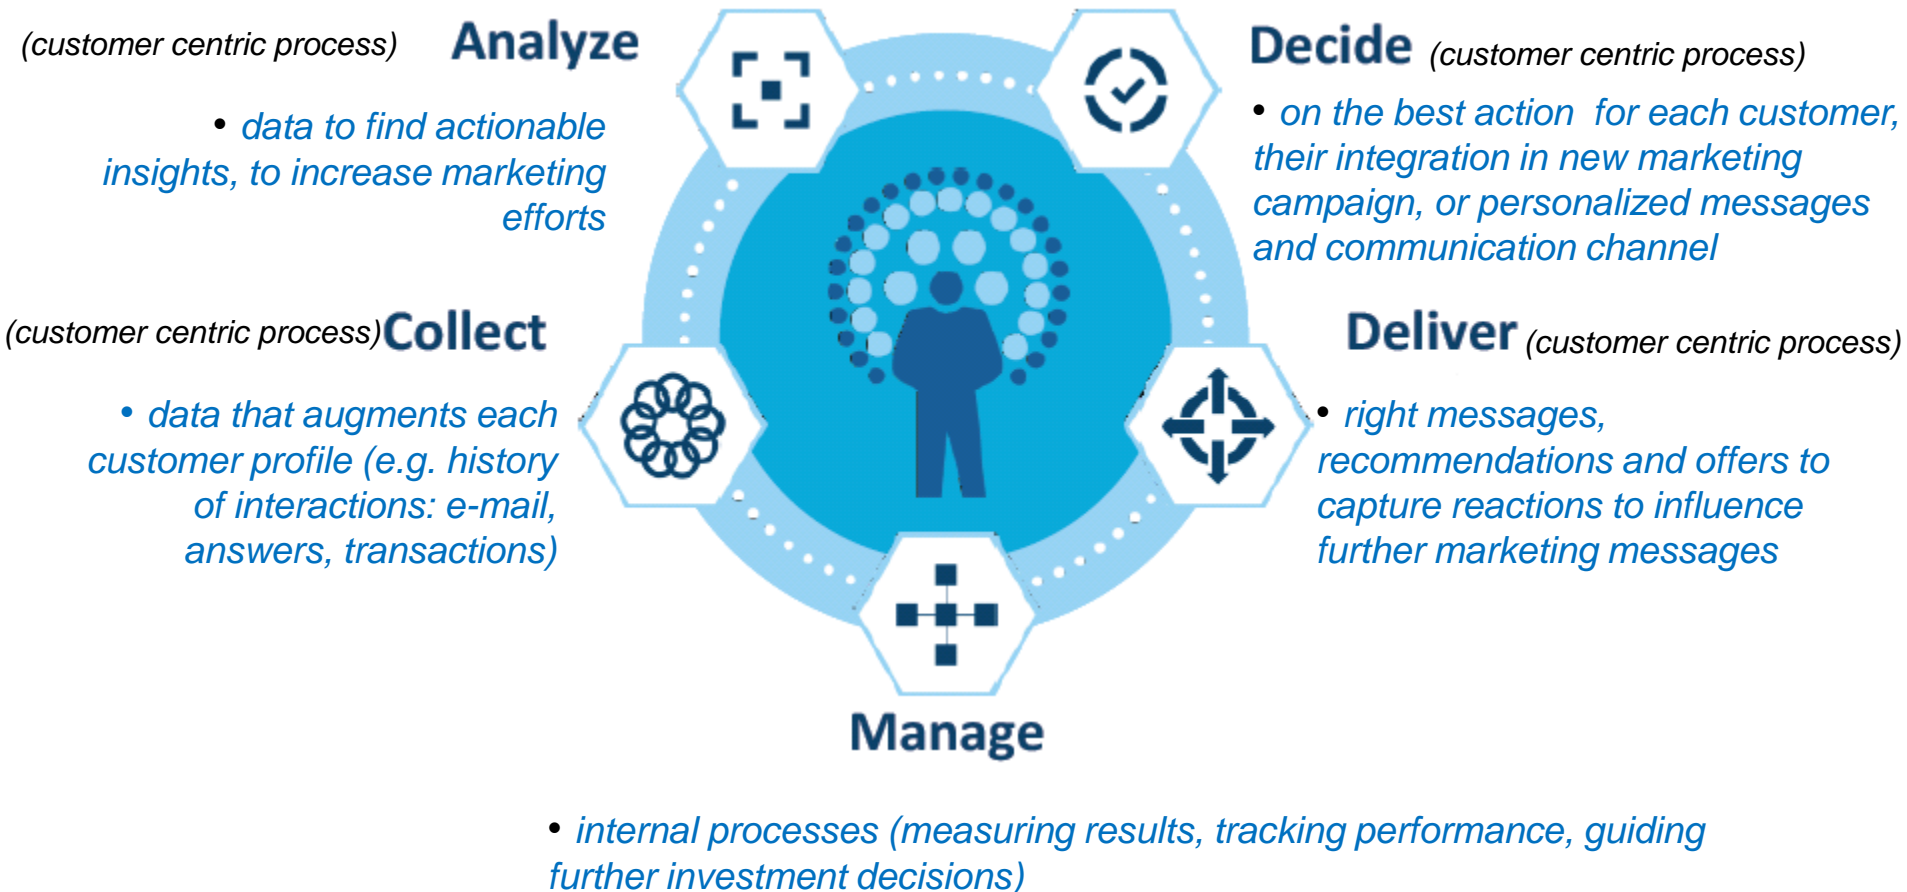 (customer centric process) Analyze
• data to find actionable
insights, to increase marketing
efforts
Decide (customer centric process)
• on the best action for each customer,
their integration in new marketing
campaign, or personalized messages
and communication channel
(customer centric process) Collect
• data that augments each
customer profile (e.g. history
of interactions: e-mail,
answers, transactions)
Deliver (customer centric process)
• right messages,
recommendations and offers to
capture reactions to influence
further marketing messages
Manage
• internal processes (measuring results, tracking performance, guiding
further investment decisions)